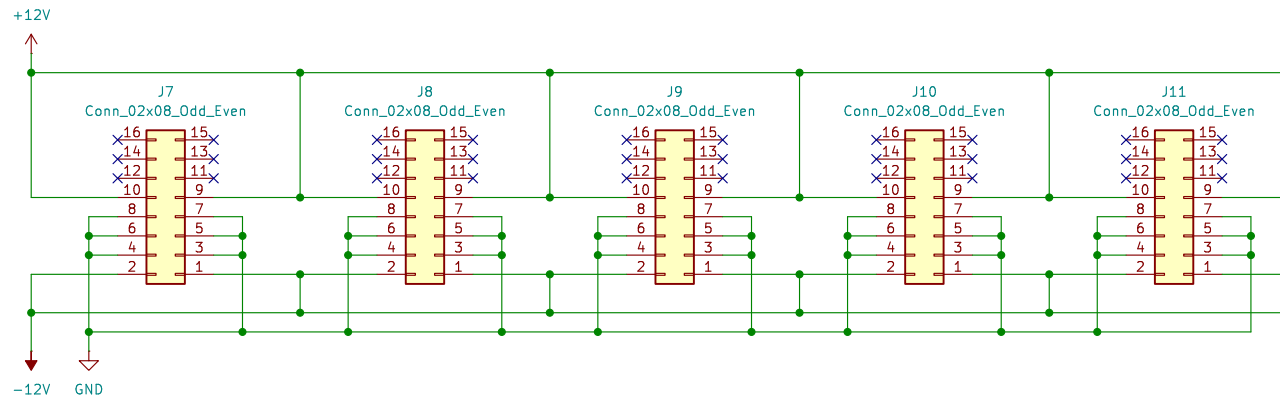 +12V
J7 J8 J9 J10 J11
Conn_02x08_Odd_Even Conn_02x08_Odd_Even Conn_02x08_Odd_Even Conn_02x08_Odd_Even Conn_02x08_Odd_Even
16 15 16 15 16 15 16 15 16 15
14 13 14 13 14 13 14 13 14 13
12 11 12 11 12 11 12 11 12 11
10 9 10 9 10 9 10 9 10 9
8 7 8 7 8 7 8 7 8 7
6 5 6 5 6 5 6 5 6 5
4 3 4 3 4 3 4 3 4 3
2 1 2 1 2 1 2 1 2 1
-12V GND